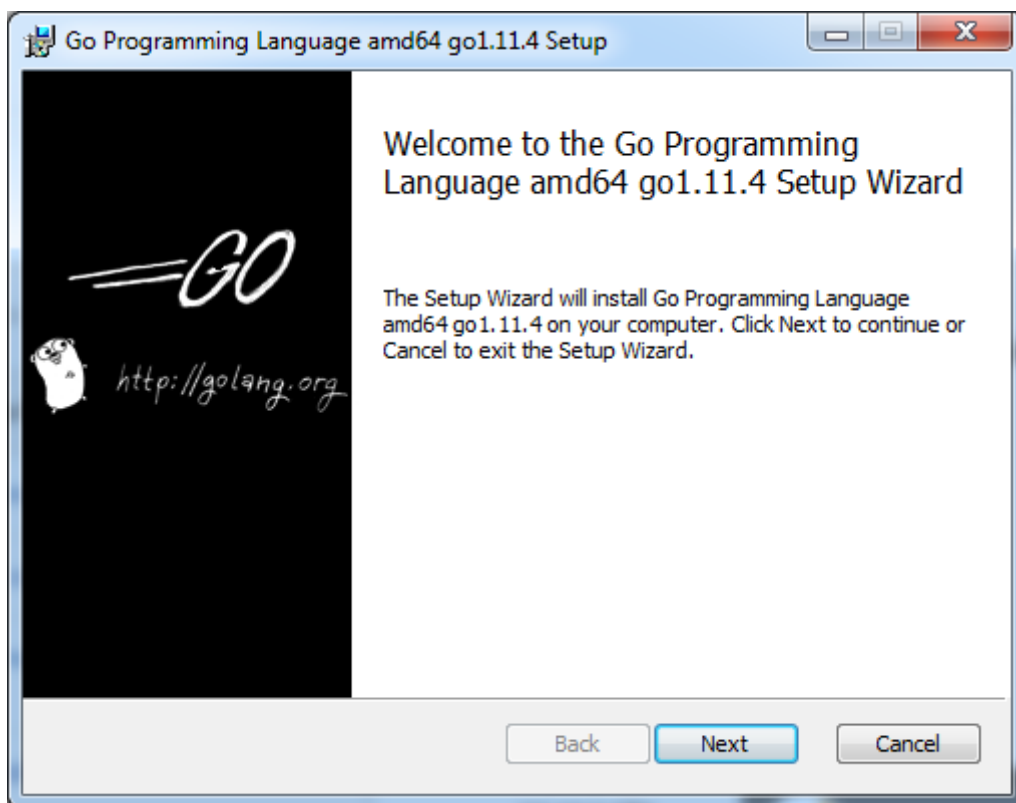 Go Programming Language amd64 go1.11.4 Setup
Welcome to the Go Programming
Language amd64 go1.11.4 Setup Wizard
GO
http://golang.org
The Setup Wizard will install Go Programming Language
amd64 go1.11.4 on your computer. Click Next to continue or
Cancel to exit the Setup Wizard.
Back Next Cancel